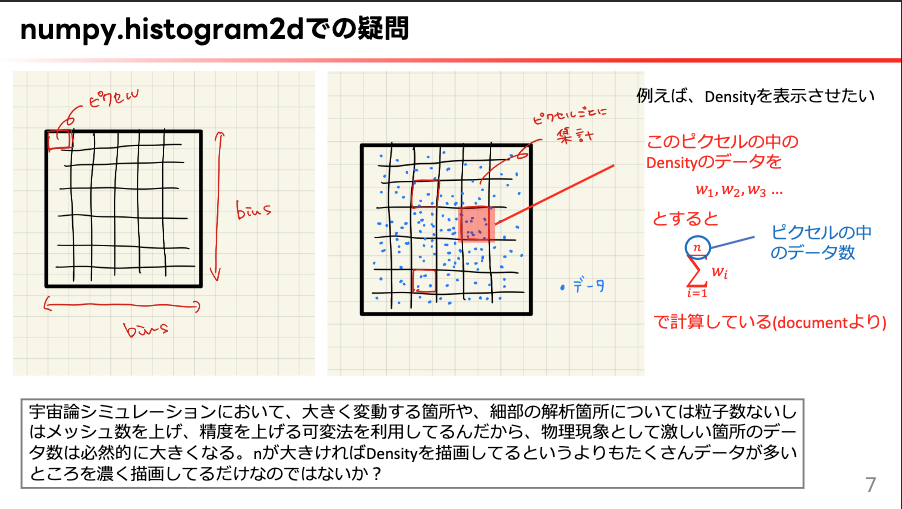 numpy.histogram2dでの疑問
ピクセル
bins
bins
ピクセルごとに
集計
・データ
例えば、Densityを表示させたい
このピクセルの中の
Densityのデータを
w₁, w₂, w₃ …
とすると
n
∑ wᵢ
i=1
ピクセルの中
のデータ数
で計算している(documentより)
宇宙論シミュレーションにおいて、大きく変動する箇所や、細部の解析箇所については粒子数ないし
はメッシュ数を上げ、精度を上げる可変法を利用してるんだから、物理現象として激しい箇所のデー
タ数は必然的に大きくなる。nが大きければDensityを描画してるというよりもたくさんデータが多い
ところを濃く描画してるだけなのではないか？
7